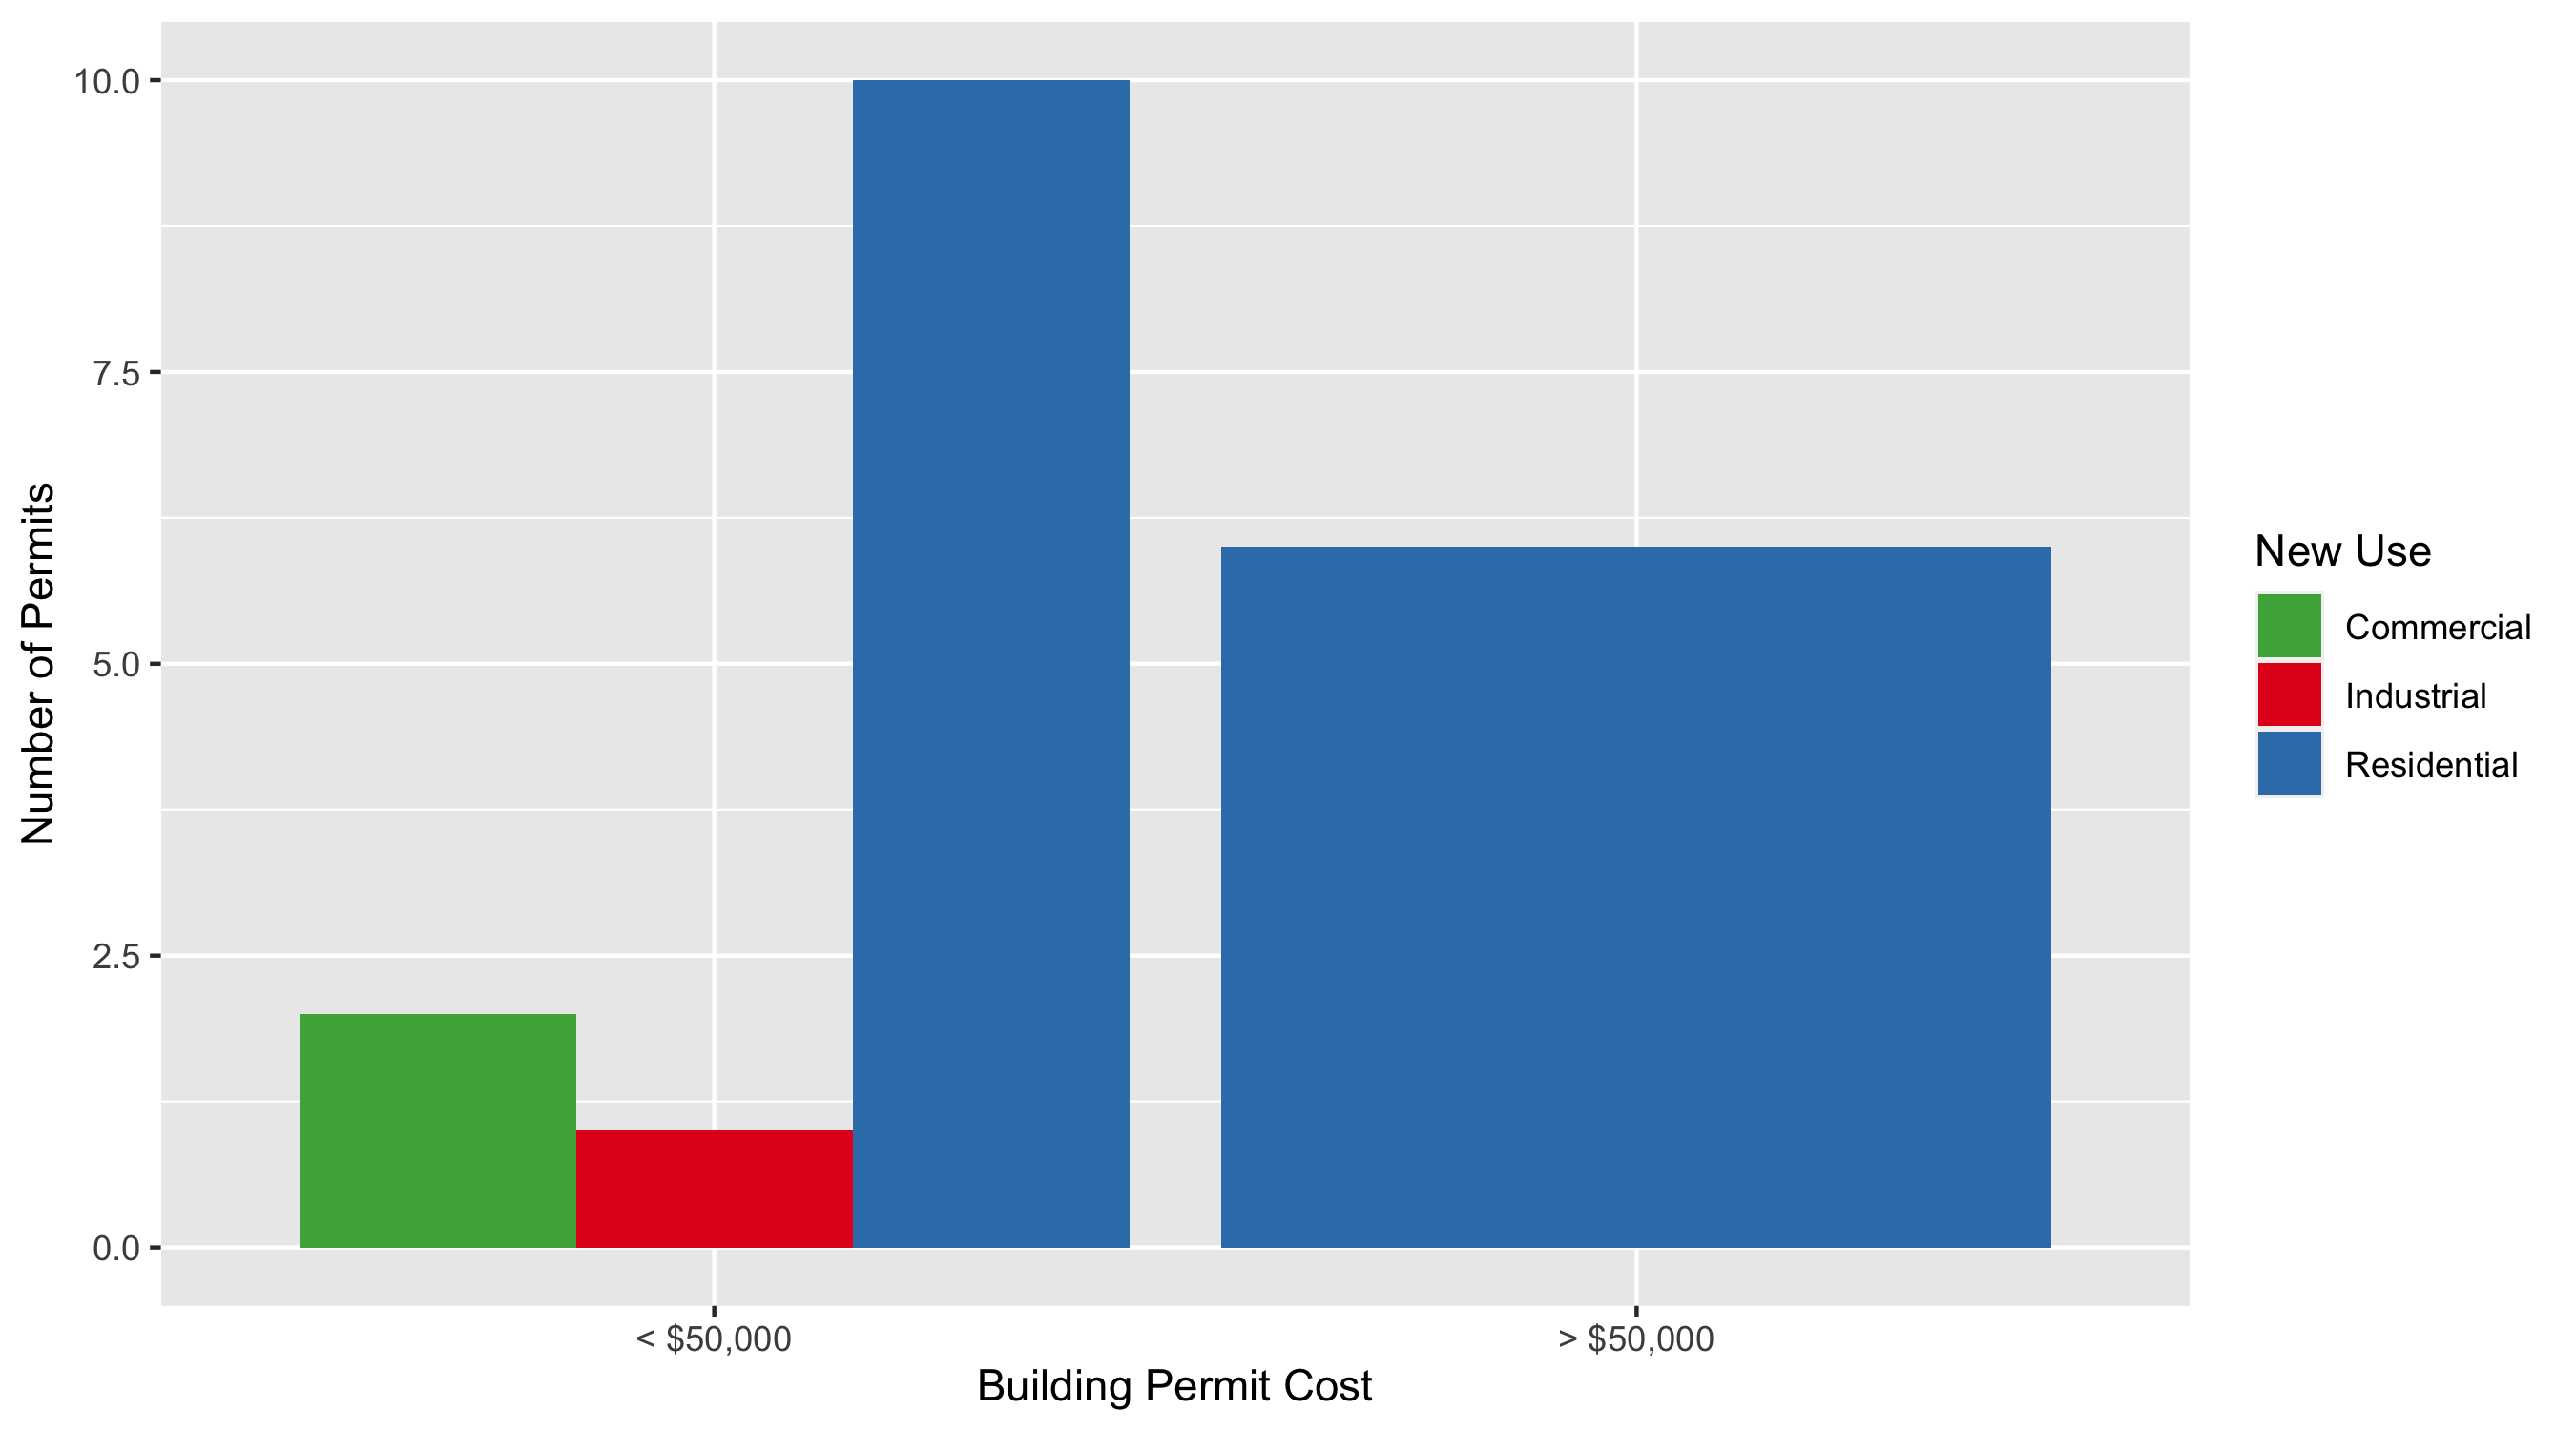 10.0
7.5
5.0
2.5
0.0
Number of Permits
< $50,000
> $50,000
Building Permit Cost
New Use
Commercial
Industrial
Residential